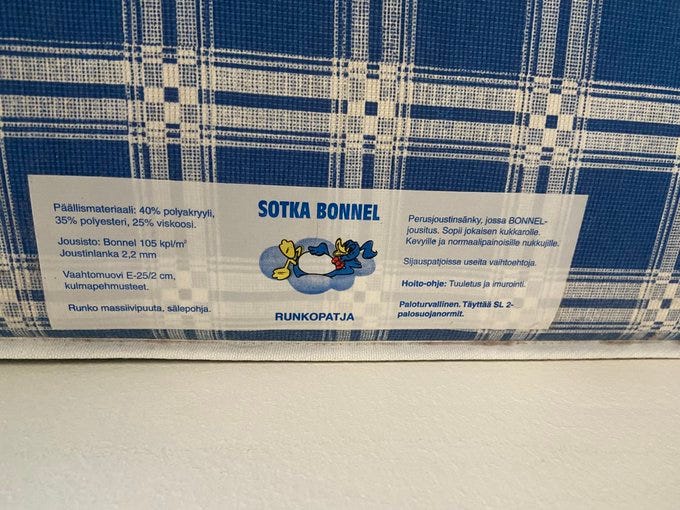 Päällismateriaali: 40% polyakryyli,
35% polyesteri, 25% viskoosi.
Jousisto: Bonnel 105 kpl/m²
Joustinlanka 2,2 mm
Vaahtomuovi E-25/2 cm,
kulmapehmusteet.
Runko massiivipuuta, sälepohja.
SOTKA BONNEL
RUNKOPATJA
Perusjoustinsänky, jossa BONNEL-
jousitus. Sopii jokaisen kukkarolle.
Kevyille ja normaalipainoisille nukkujille.
Sijauspatjoisse useita vaihtoehtoja.
Hoito-ohje: Tuuletus ja imurointi.
Paloturvallinen. Täyttää SL 2-
palosuojanormit.